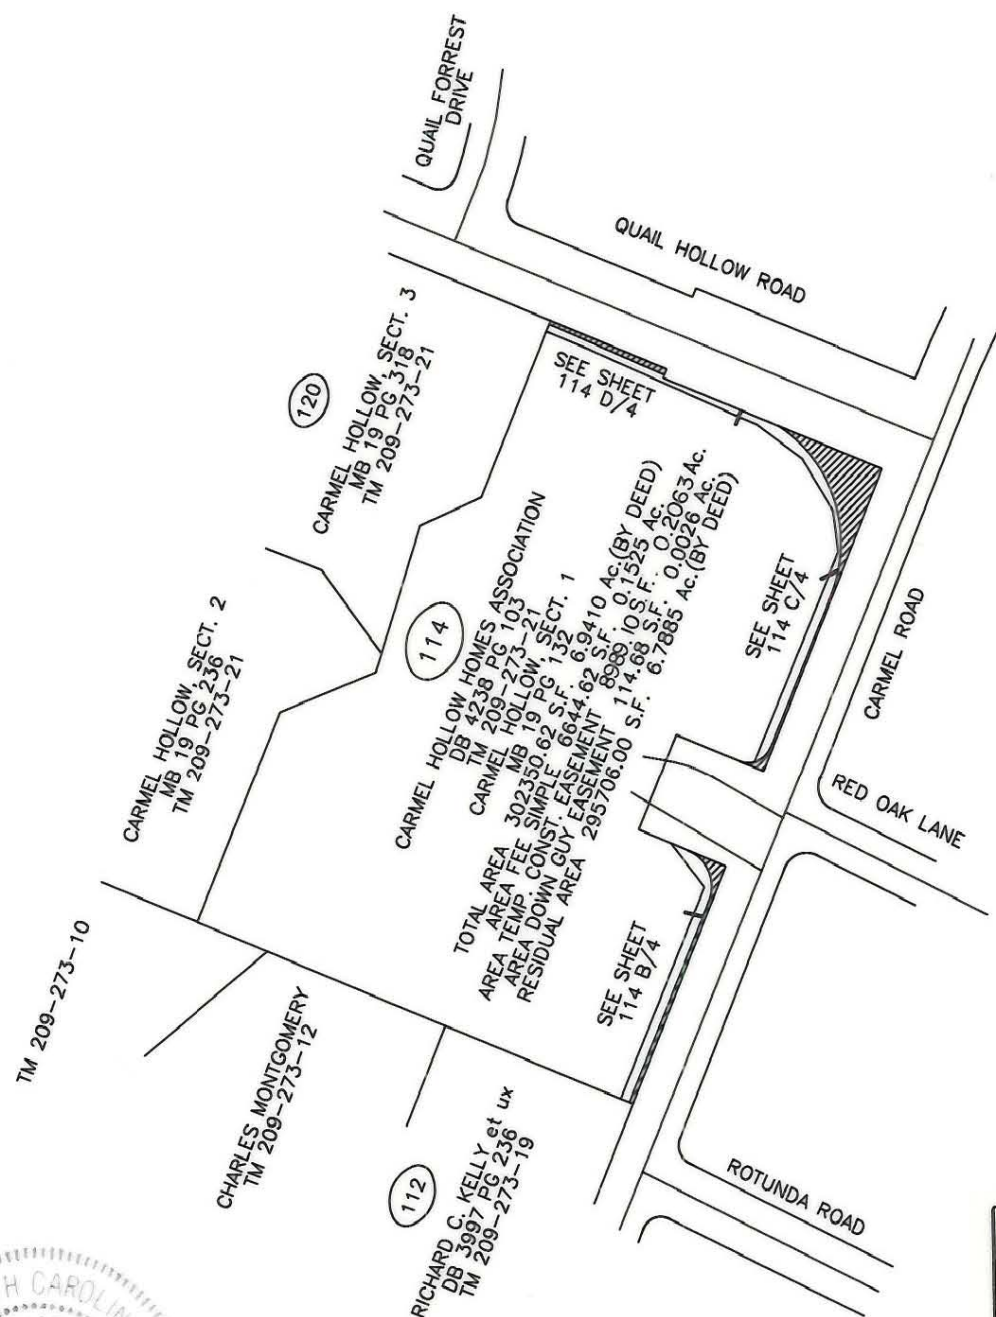 QUAIL FORREST
DRIVE
QUAIL HOLLOW ROAD
120
CARMEL HOLLOW, SECT. 3
MB 19 PG 318
TM 209-273-21
SEE SHEET
114 D/4
CARMEL HOLLOW, SECT. 2
MB 19 PG 236
TM 209-273-21
114
CARMEL HOLLOW HOMES ASSOCIATION
DB 4238 PG 103
TM 209-273-21
CARMEL HOLLOW, SECT. 1
MB 19 PG 132
TOTAL AREA 302350.62 S.F. 6.9410 Ac.(BY DEED)
AREA FEE SIMPLE 6644.62 S.F. 0.1525 Ac.
AREA TEMP. CONST. EASEMENT 8989.10 S.F. 0.2063 Ac.
AREA DOWN GUY EASEMENT 114.68 S.F. 0.0026 Ac.
RESIDUAL AREA 295706.00 S.F. 6.7885 Ac.(BY DEED)
SEE SHEET
114 C/4
CARMEL ROAD
RED OAK LANE
SEE SHEET
114 B/4
TM 209-273-10
CHARLES MONTGOMERY
TM 209-273-12
112
RICHARD C. KELLY et ux
DB 3997 PG 236
TM 209-273-19
ROTUNDA ROAD
H CAROLIN